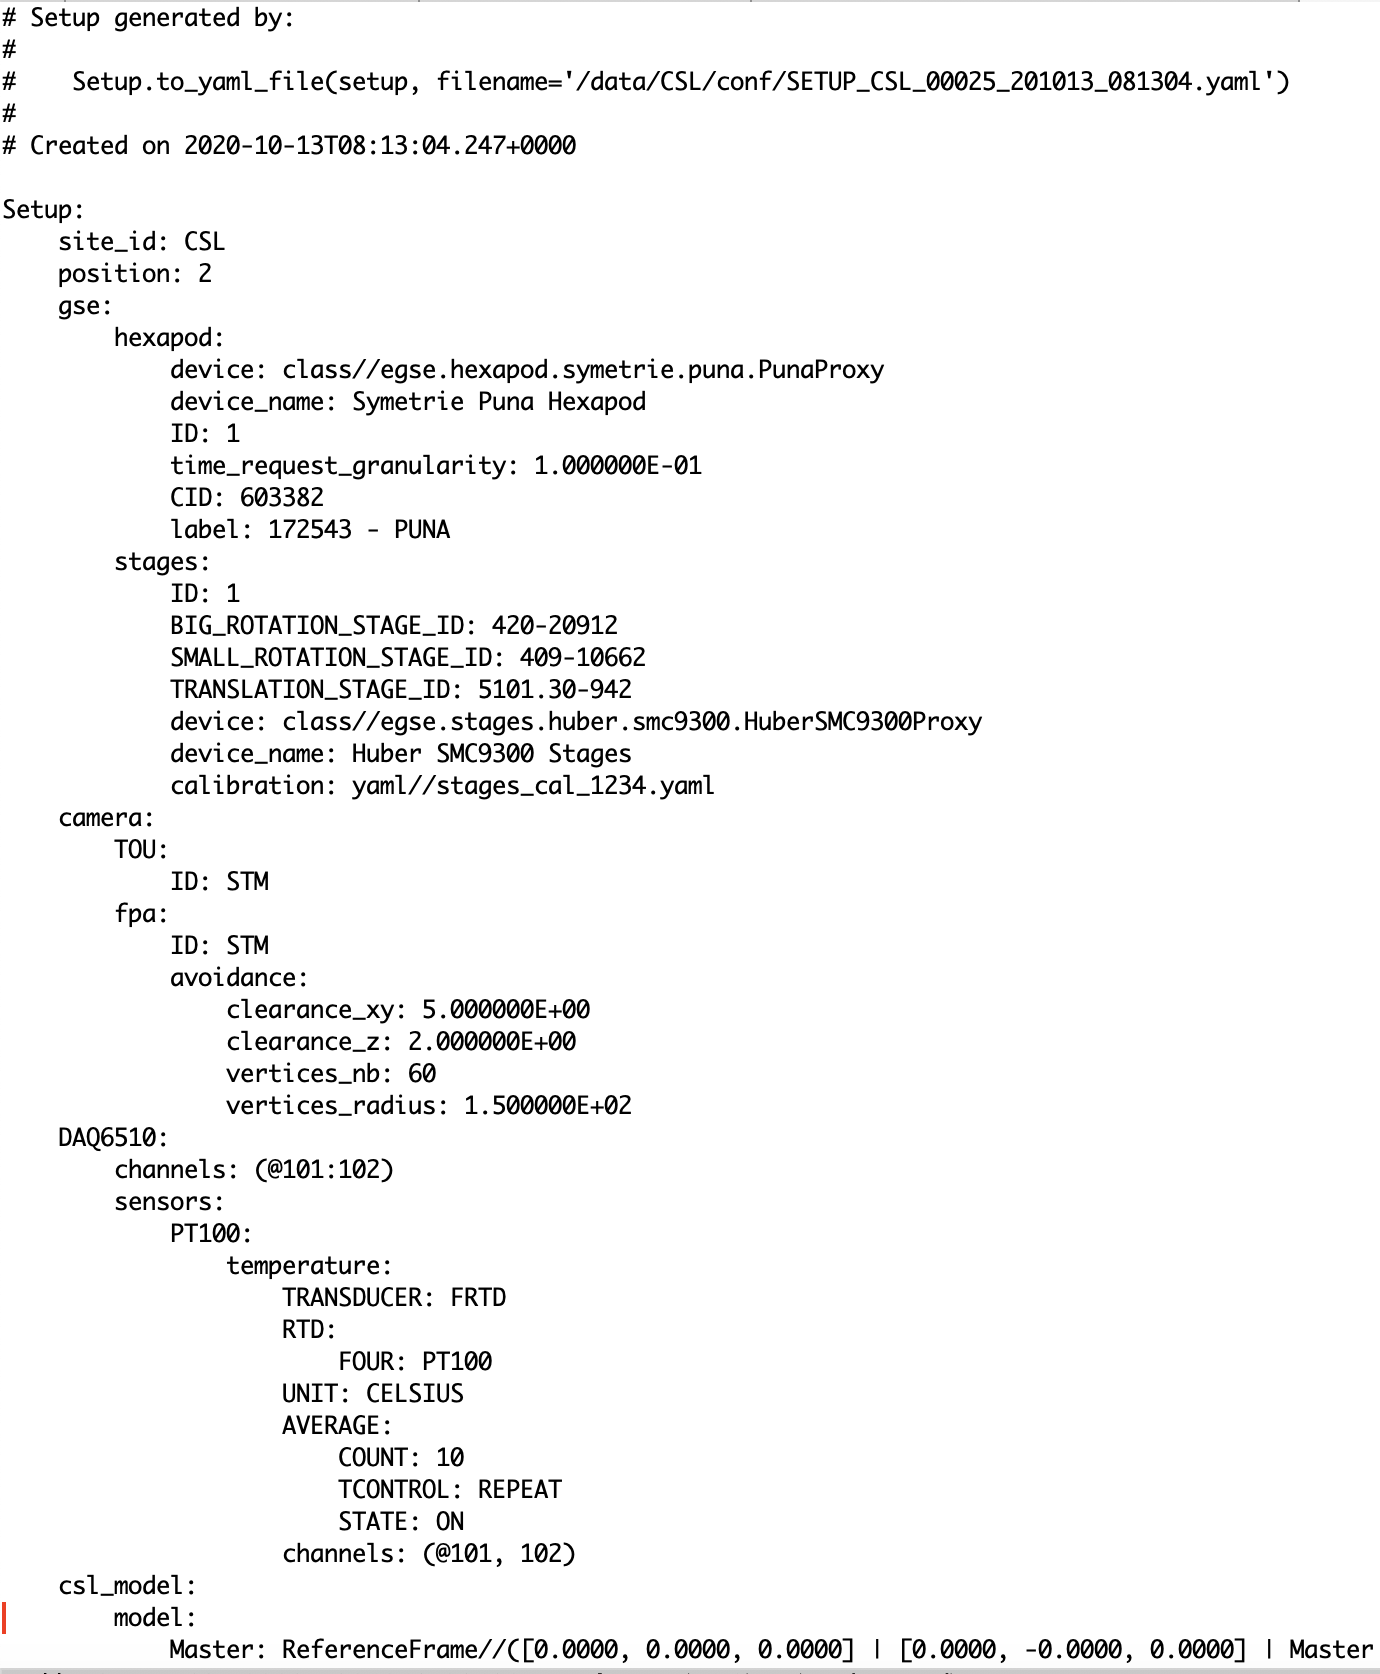 # Setup generated by:
#
#    Setup.to_yaml_file(setup, filename='/data/CSL/conf/SETUP_CSL_00025_201013_081304.yaml')
#
# Created on 2020-10-13T08:13:04.247+0000

Setup:
    site_id: CSL
    position: 2
    gse:
        hexapod:
            device: class//egse.hexapod.symetrie.puna.PunaProxy
            device_name: Symetrie Puna Hexapod
            ID: 1
            time_request_granularity: 1.000000E-01
            CID: 603382
            label: 172543 - PUNA
        stages:
            ID: 1
            BIG_ROTATION_STAGE_ID: 420-20912
            SMALL_ROTATION_STAGE_ID: 409-10662
            TRANSLATION_STAGE_ID: 5101.30-942
            device: class//egse.stages.huber.smc9300.HuberSMC9300Proxy
            device_name: Huber SMC9300 Stages
            calibration: yaml//stages_cal_1234.yaml
    camera:
        TOU:
            ID: STM
        fpa:
            ID: STM
            avoidance:
                clearance_xy: 5.000000E+00
                clearance_z: 2.000000E+00
                vertices_nb: 60
                vertices_radius: 1.500000E+02
    DAQ6510:
        channels: (@101:102)
        sensors:
            PT100:
                temperature:
                    TRANSDUCER: FRTD
                    RTD:
                        FOUR: PT100
                    UNIT: CELSIUS
                    AVERAGE:
                        COUNT: 10
                        TCONTROL: REPEAT
                        STATE: ON
                    channels: (@101, 102)
    csl_model:
        model:
            Master: ReferenceFrame//([0.0000, 0.0000, 0.0000] | [0.0000, -0.0000, 0.0000] | Master